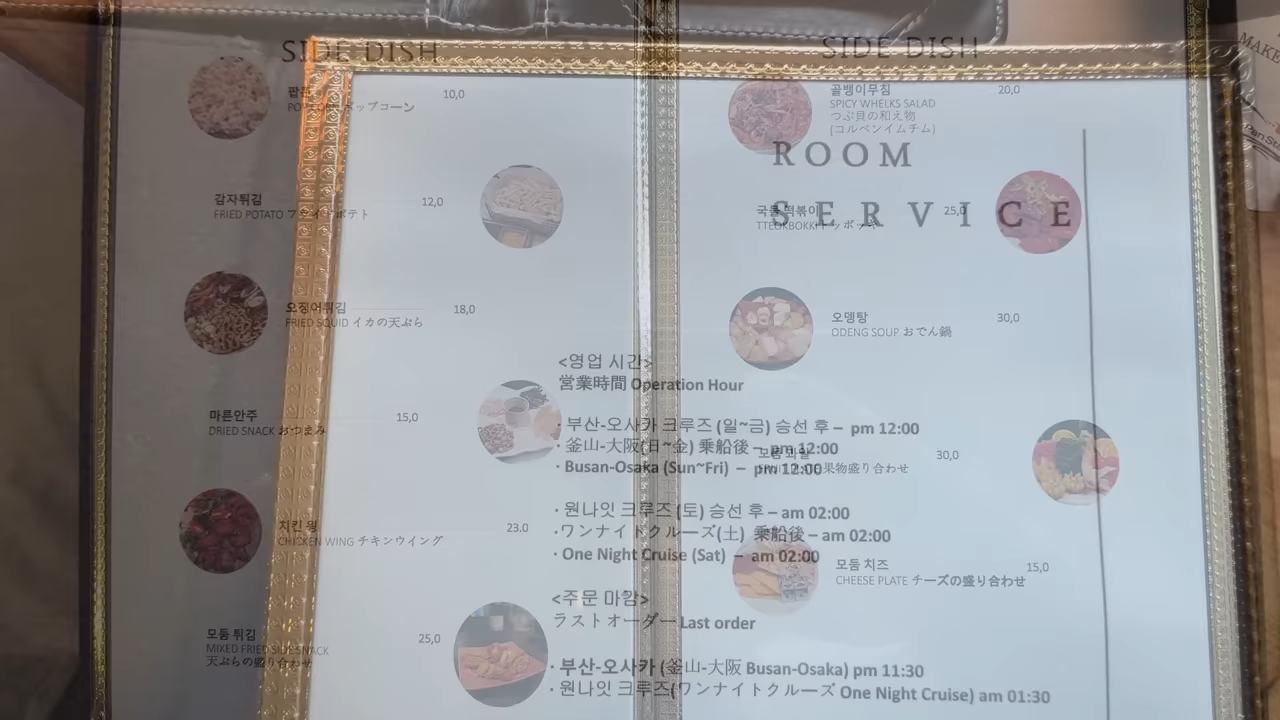 SIDE DISH
팝콘
POPCORN ポップコーン
10,0
감자튀김
FRIED POTATO フライドポテト
12,0
오징어튀김
FRIED SQUID イカの天ぷら
18,0
마른안주
DRIED SNACK おつまみ
15,0
치킨 윙
CHICKEN WING チキンウイング
23.0
모둠 튀김
MIXED FRIED SIDE SNACK
天ぷらの盛り合わせ
25,0
SIDE DISH
골뱅이무침
SPICY WHELKS SALAD
つぶ貝の和え物
(コルベンイムチム)
20,0
국물 떡볶이
TTEOKBOKKI トッポッキ
25,0
오뎅탕
ODENG SOUP おでん鍋
30,0
모둠 과일
果物盛り合わせ
30,0
모둠 치즈
CHEESE PLATE チーズの盛り合わせ
15,0
ROOM
SERVICE
<영업 시간>
営業時間 Operation Hour
· 부산-오사카 크루즈 (일~금) 승선 후 – pm 12:00
· 釜山-大阪(日~金) 乗船後 – pm 12:00
· Busan-Osaka (Sun~Fri) – pm 12:00
· 원나잇 크루즈 (토) 승선 후 – am 02:00
·ワンナイトクルーズ(土) 乗船後 – am 02:00
· One Night Cruise (Sat) – am 02:00
<주문 마감>
ラストオーダー Last order
· 부산-오사카 (釜山-大阪 Busan-Osaka) pm 11:30
· 원나잇 크루즈(ワンナイトクルーズ One Night Cruise) am 01:30
MAKE
Pan St